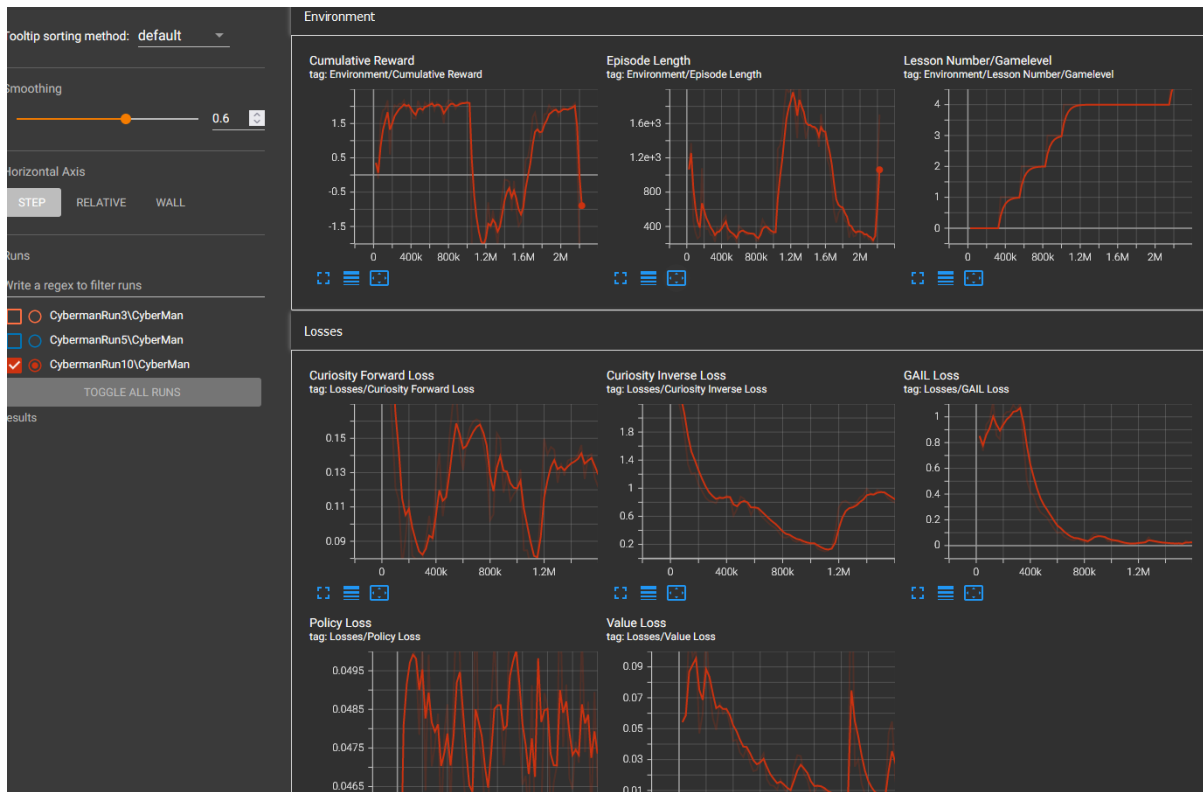 Tooltip sorting method: default
Smoothing
0.6
Horizontal Axis
STEP RELATIVE WALL
Runs
Write a regex to filter runs
CybermanRun3\CyberMan
CybermanRun5\CyberMan
CybermanRun10\CyberMan
TOGGLE ALL RUNS
esults
Environment
Cumulative Reward
tag: Environment/Cumulative Reward
1.5
0.5
-0.5
-1.5
0 400k 800k 1.2M 1.6M 2M
Episode Length
tag: Environment/Episode Length
1.6e+3
1.2e+3
800
400
0 400k 800k 1.2M 1.6M 2M
Lesson Number/Gamelevel
tag: Environment/Lesson Number/Gamelevel
4
3
2
1
0
0 400k 800k 1.2M 1.6M 2M
Losses
Curiosity Forward Loss
tag: Losses/Curiosity Forward Loss
0.15
0.13
0.11
0.09
0 400k 800k 1.2M
Curiosity Inverse Loss
tag: Losses/Curiosity Inverse Loss
1.8
1.4
1
0.6
0.2
0 400k 800k 1.2M
GAIL Loss
tag: Losses/GAIL Loss
1
0.8
0.6
0.4
0.2
0
0 400k 800k 1.2M
Policy Loss
tag: Losses/Policy Loss
0.0495
0.0485
0.0475
0.0465
Value Loss
tag: Losses/Value Loss
0.09
0.07
0.05
0.03
0.01